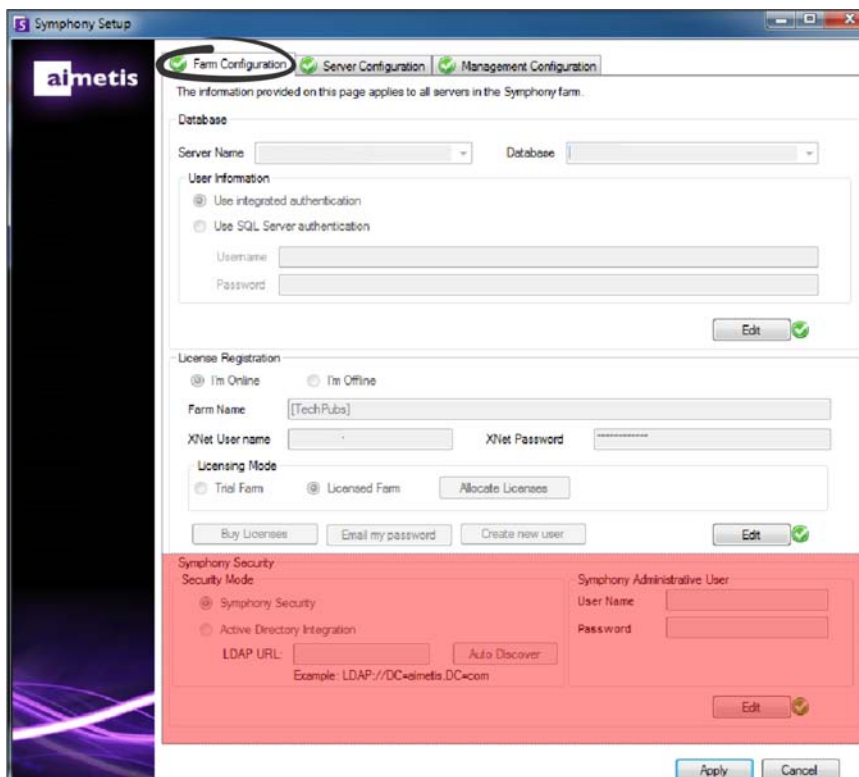 Symphony Setup
aimetis
Farm Configuration
Server Configuration
Management Configuration
The information provided on this page applies to all servers in the Symphony farm.
Database
Server Name
Database
User Information
Use integrated authentication
Use SQL Server authentication
Username
Password
Edit
License Registration
I'm Online
I'm Offline
Farm Name
[TechPubs]
XNet User name
XNet Password
************
Licensing Mode
Trial Farm
Licensed Farm
Allocate Licenses
Buy Licenses
Email my password
Create new user
Edit
Symphony Security
Security Mode
Symphony Security
Active Directory Integration
LDAP URL:
Auto Discover
Example: LDAP://DC=aimetis,DC=com
Symphony Administrative User
User Name
Password
Edit
Apply
Cancel